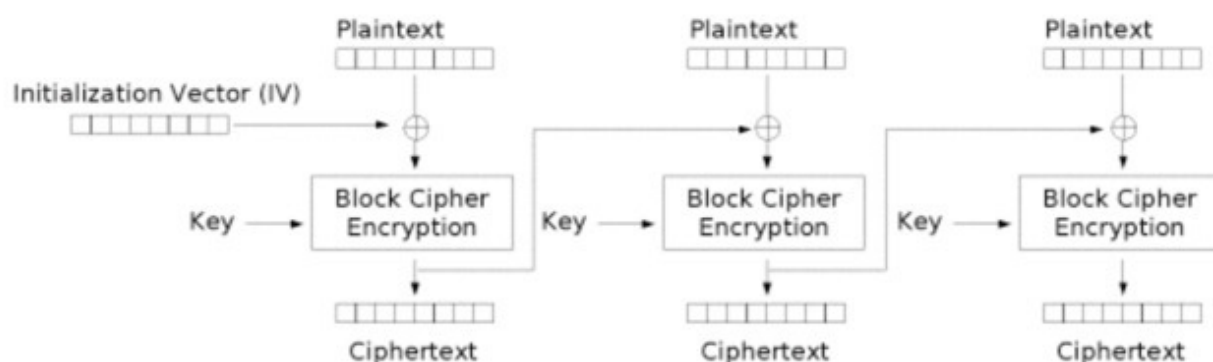 Plaintext
Plaintext
Plaintext
Initialization Vector (IV)
Key
Block Cipher
Encryption
Key
Block Cipher
Encryption
Key
Block Cipher
Encryption
Ciphertext
Ciphertext
Ciphertext